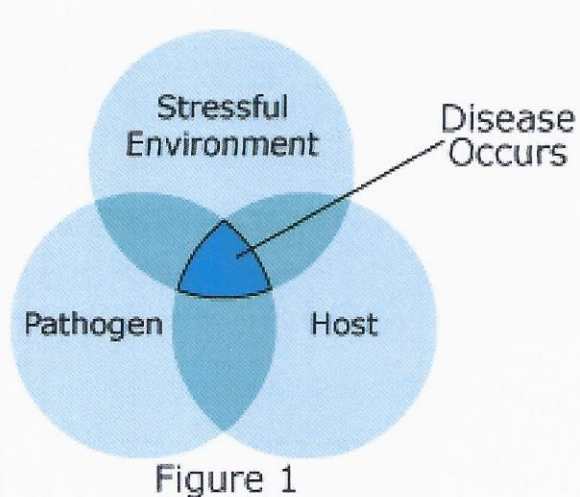 Stressful
Environment
Disease
Occurs
Pathogen
Host
Figure 1